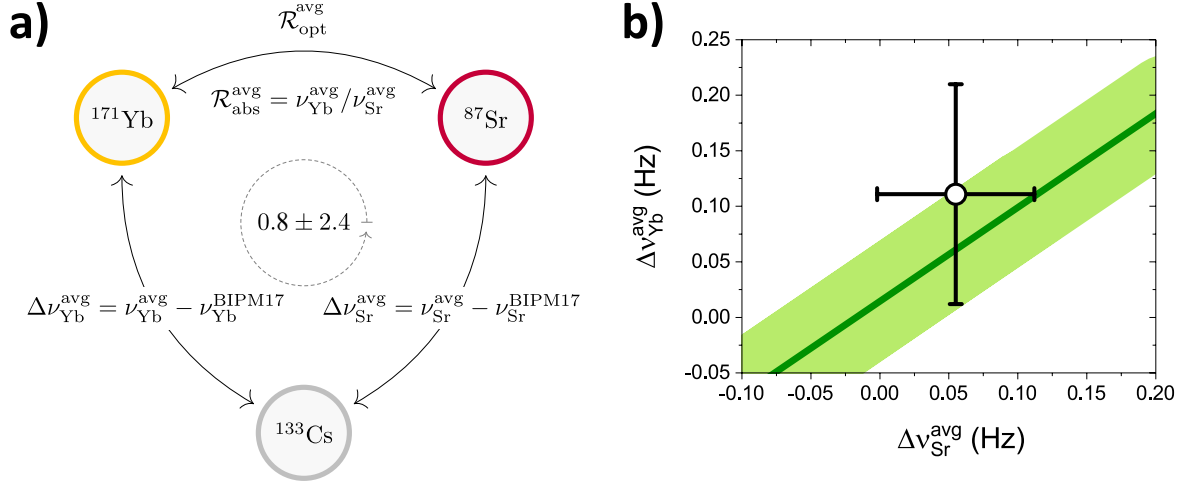 a)
ℛ_opt^avg
ℛ_abs^avg = ν_Yb^avg/ν_Sr^avg
¹⁷¹Yb
⁸⁷Sr
0.8 ± 2.4
Δν_Yb^avg = ν_Yb^avg − ν_Yb^BIPM17
Δν_Sr^avg = ν_Sr^avg − ν_Sr^BIPM17
¹³³Cs
b)
0.25
0.20
0.15
0.10
0.05
0.00
-0.05
Δν_Yb^avg (Hz)
-0.10 -0.05 0.00 0.05 0.10 0.15 0.20
Δν_Sr^avg (Hz)